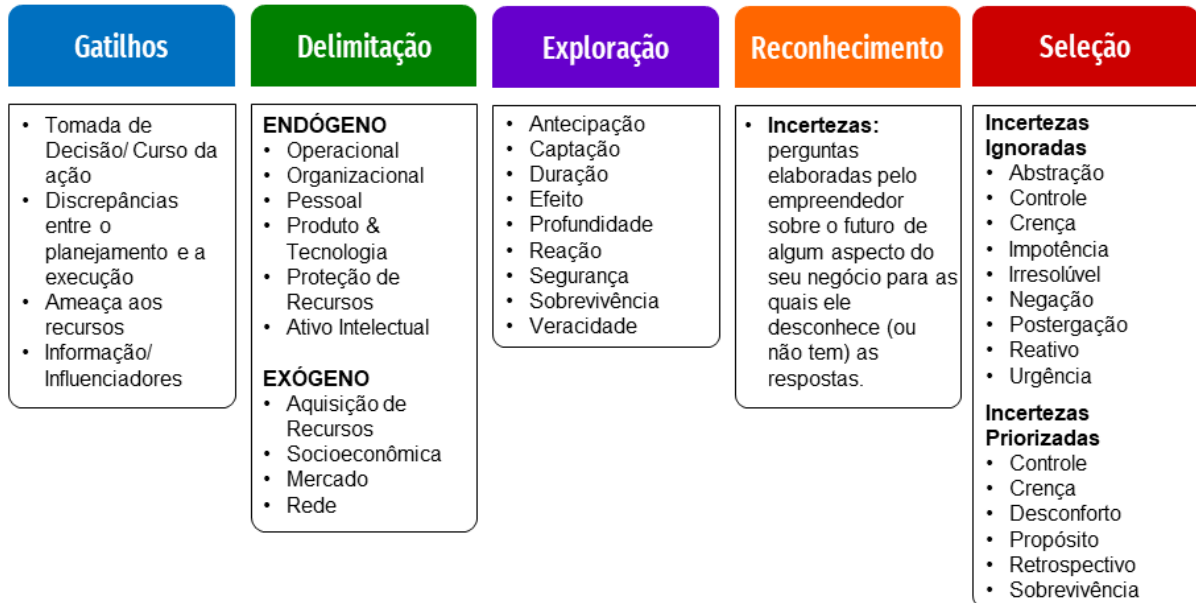 Gatilhos
• Tomada de
Decisão/ Curso da
ação
• Discrepâncias
entre o
planejamento e a
execução
• Ameaça aos
recursos
• Informação/
Influenciadores
Delimitação
ENDÓGENO
• Operacional
• Organizacional
• Pessoal
• Produto &
Tecnologia
• Proteção de
Recursos
• Ativo Intelectual
EXÓGENO
• Aquisição de
Recursos
• Socioeconômica
• Mercado
• Rede
Exploração
• Antecipação
• Captação
• Duração
• Efeito
• Profundidade
• Reação
• Segurança
• Sobrevivência
• Veracidade
Reconhecimento
• Incertezas:
perguntas
elaboradas pelo
empreendedor
sobre o futuro de
algum aspecto do
seu negócio para as
quais ele
desconhece (ou
não tem) as
respostas.
Seleção
Incertezas
Ignoradas
• Abstração
• Controle
• Crença
• Impotência
• Irresolúvel
• Negação
• Postergação
• Reativo
• Urgência
Incertezas
Priorizadas
• Controle
• Crença
• Desconforto
• Propósito
• Retrospectivo
• Sobrevivência